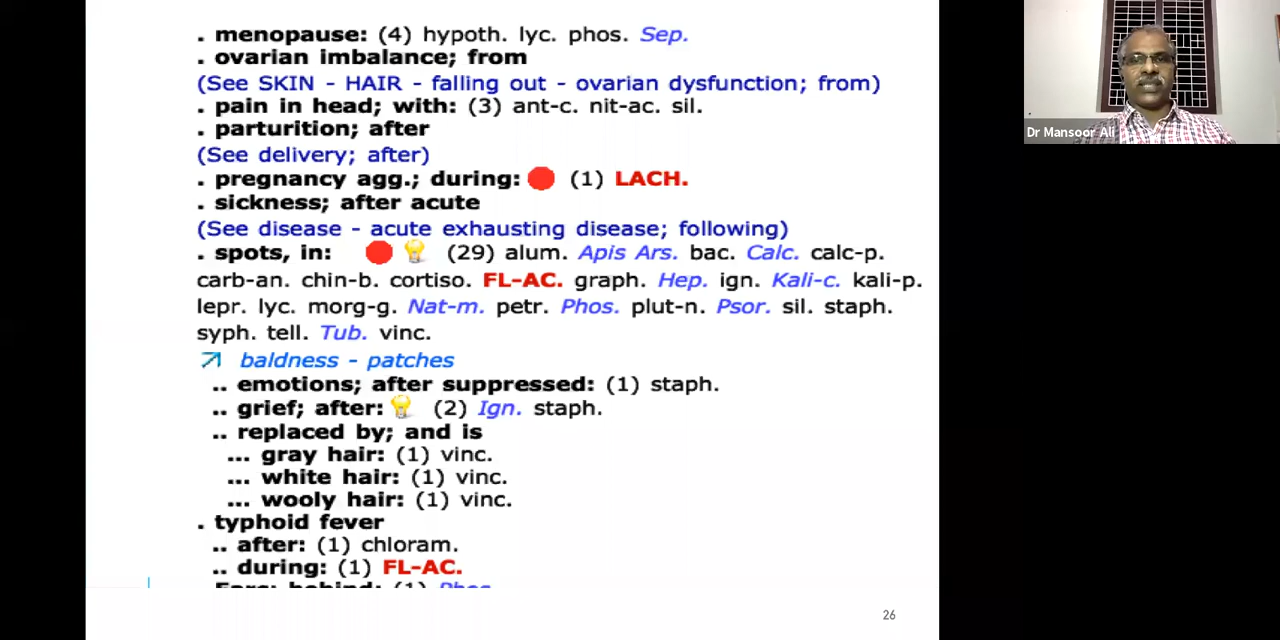 . menopause: (4) hypoth. lyc. phos. Sep.
. ovarian imbalance; from
(See SKIN - HAIR - falling out - ovarian dysfunction; from)
. pain in head; with: (3) ant-c. nit-ac. sil.
. parturition; after
(See delivery; after)
. pregnancy agg.; during: (1) LACH.
. sickness; after acute
(See disease - acute exhausting disease; following)
. spots, in: (29) alum. Apis Ars. bac. Calc. calc-p.
carb-an. chin-b. cortiso. FL-AC. graph. Hep. ign. Kali-c. kali-p.
lepr. lyc. morg-g. Nat-m. petr. Phos. plut-n. Psor. sil. staph.
syph. tell. Tub. vinc.
baldness - patches
.. emotions; after suppressed: (1) staph.
.. grief; after: (2) Ign. staph.
.. replaced by; and is
... gray hair: (1) vinc.
... white hair: (1) vinc.
... wooly hair: (1) vinc.
. typhoid fever
.. after: (1) chloram.
.. during: (1) FL-AC.
behind: (1) Phos.
26
Dr Mansoor Ali